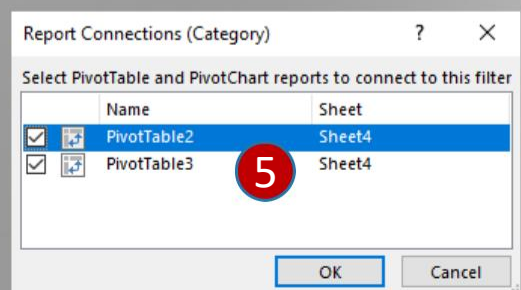 Report Connections (Category) ? ×
Select PivotTable and PivotChart reports to connect to this filter
Name Sheet
PivotTable2 Sheet4
PivotTable3 Sheet4
5
OK Cancel